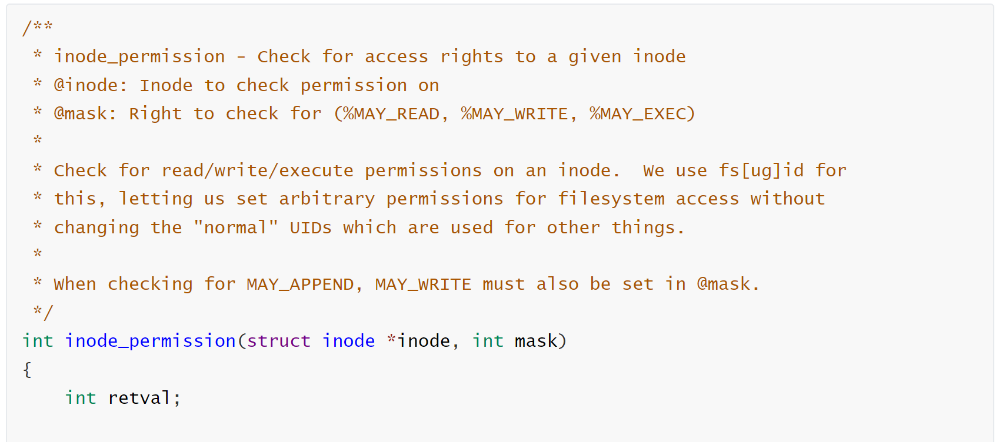 /**
 * inode_permission - Check for access rights to a given inode
 * @inode: Inode to check permission on
 * @mask: Right to check for (%MAY_READ, %MAY_WRITE, %MAY_EXEC)
 *
 * Check for read/write/execute permissions on an inode.  We use fs[ug]id for
 * this, letting us set arbitrary permissions for filesystem access without
 * changing the "normal" UIDs which are used for other things.
 *
 * When checking for MAY_APPEND, MAY_WRITE must also be set in @mask.
 */
int inode_permission(struct inode *inode, int mask)
{
    int retval;